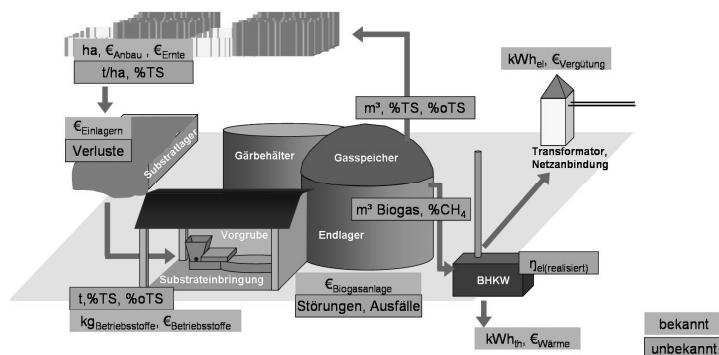 ha, €Anbau , €Ernte
t/ha, %TS
kWhel, €Vergütung
m³, %TS, %oTS
€Einlagern
Verluste
Substratlager
Gärbehälter
Gasspeicher
Transformator,
Netzanbindung
m³ Biogas, %CH4
Vorgrube
Endlager
ηel(realisiert)
BHKW
Substrateinbringung
€Biogasanlage
Störungen, Ausfälle
t,%TS, %oTS
kgBetriebsstoffe, €Betriebsstoffe
kWhth, €Wärme
bekannt
unbekannt